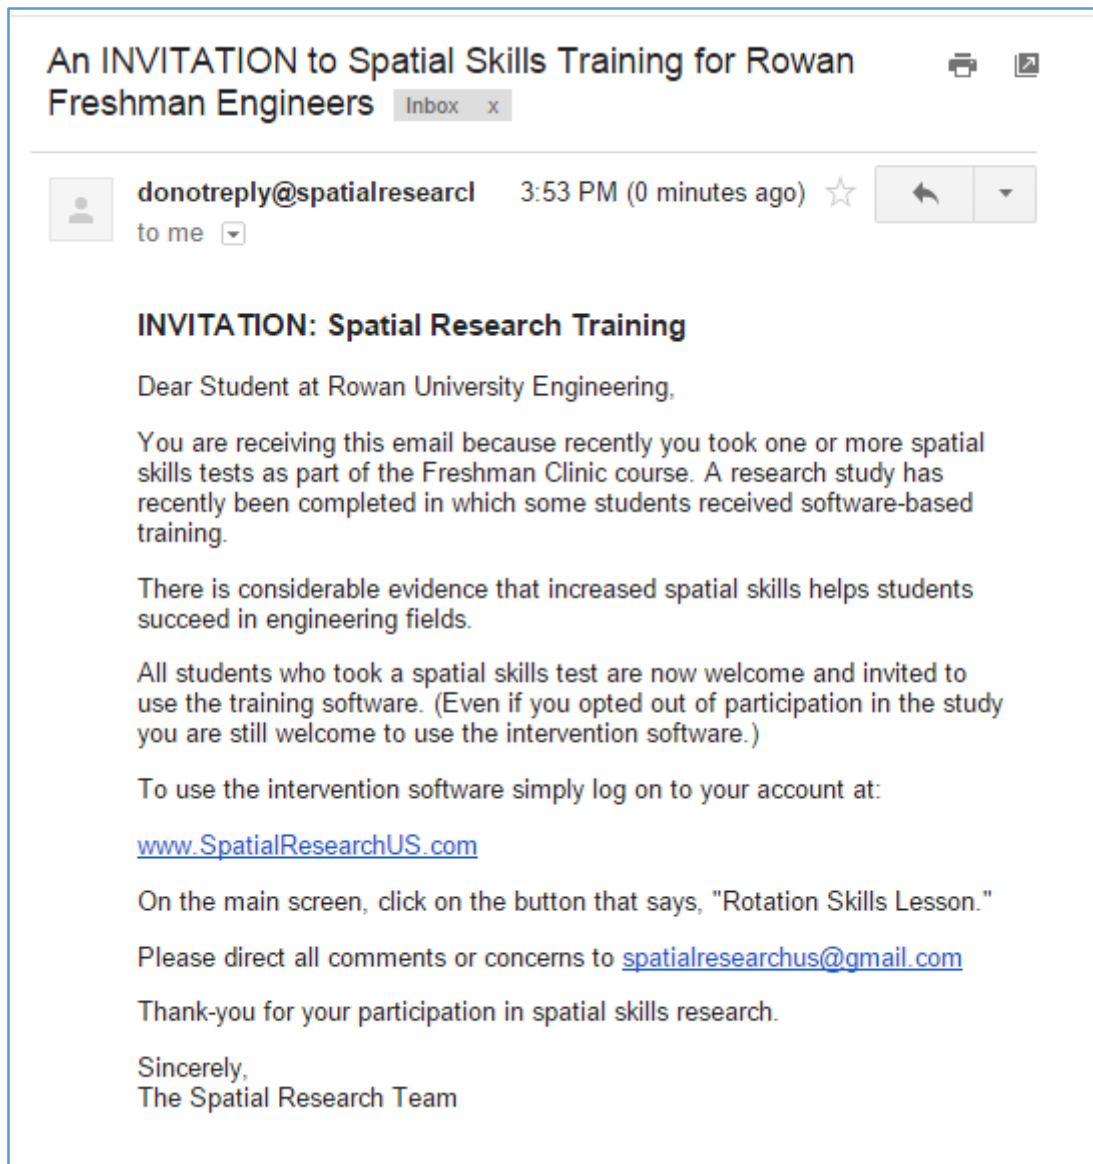 An INVITATION to Spatial Skills Training for Rowan
Freshman Engineers Inbox x
donotreply@spatialresearcl 3:53 PM (0 minutes ago)
to me
INVITATION: Spatial Research Training
Dear Student at Rowan University Engineering,
You are receiving this email because recently you took one or more spatial
skills tests as part of the Freshman Clinic course. A research study has
recently been completed in which some students received software-based
training.
There is considerable evidence that increased spatial skills helps students
succeed in engineering fields.
All students who took a spatial skills test are now welcome and invited to
use the training software. (Even if you opted out of participation in the study
you are still welcome to use the intervention software.)
To use the intervention software simply log on to your account at:
www.SpatialResearchUS.com
On the main screen, click on the button that says, "Rotation Skills Lesson."
Please direct all comments or concerns to spatialresearchus@gmail.com
Thank-you for your participation in spatial skills research.
Sincerely,
The Spatial Research Team